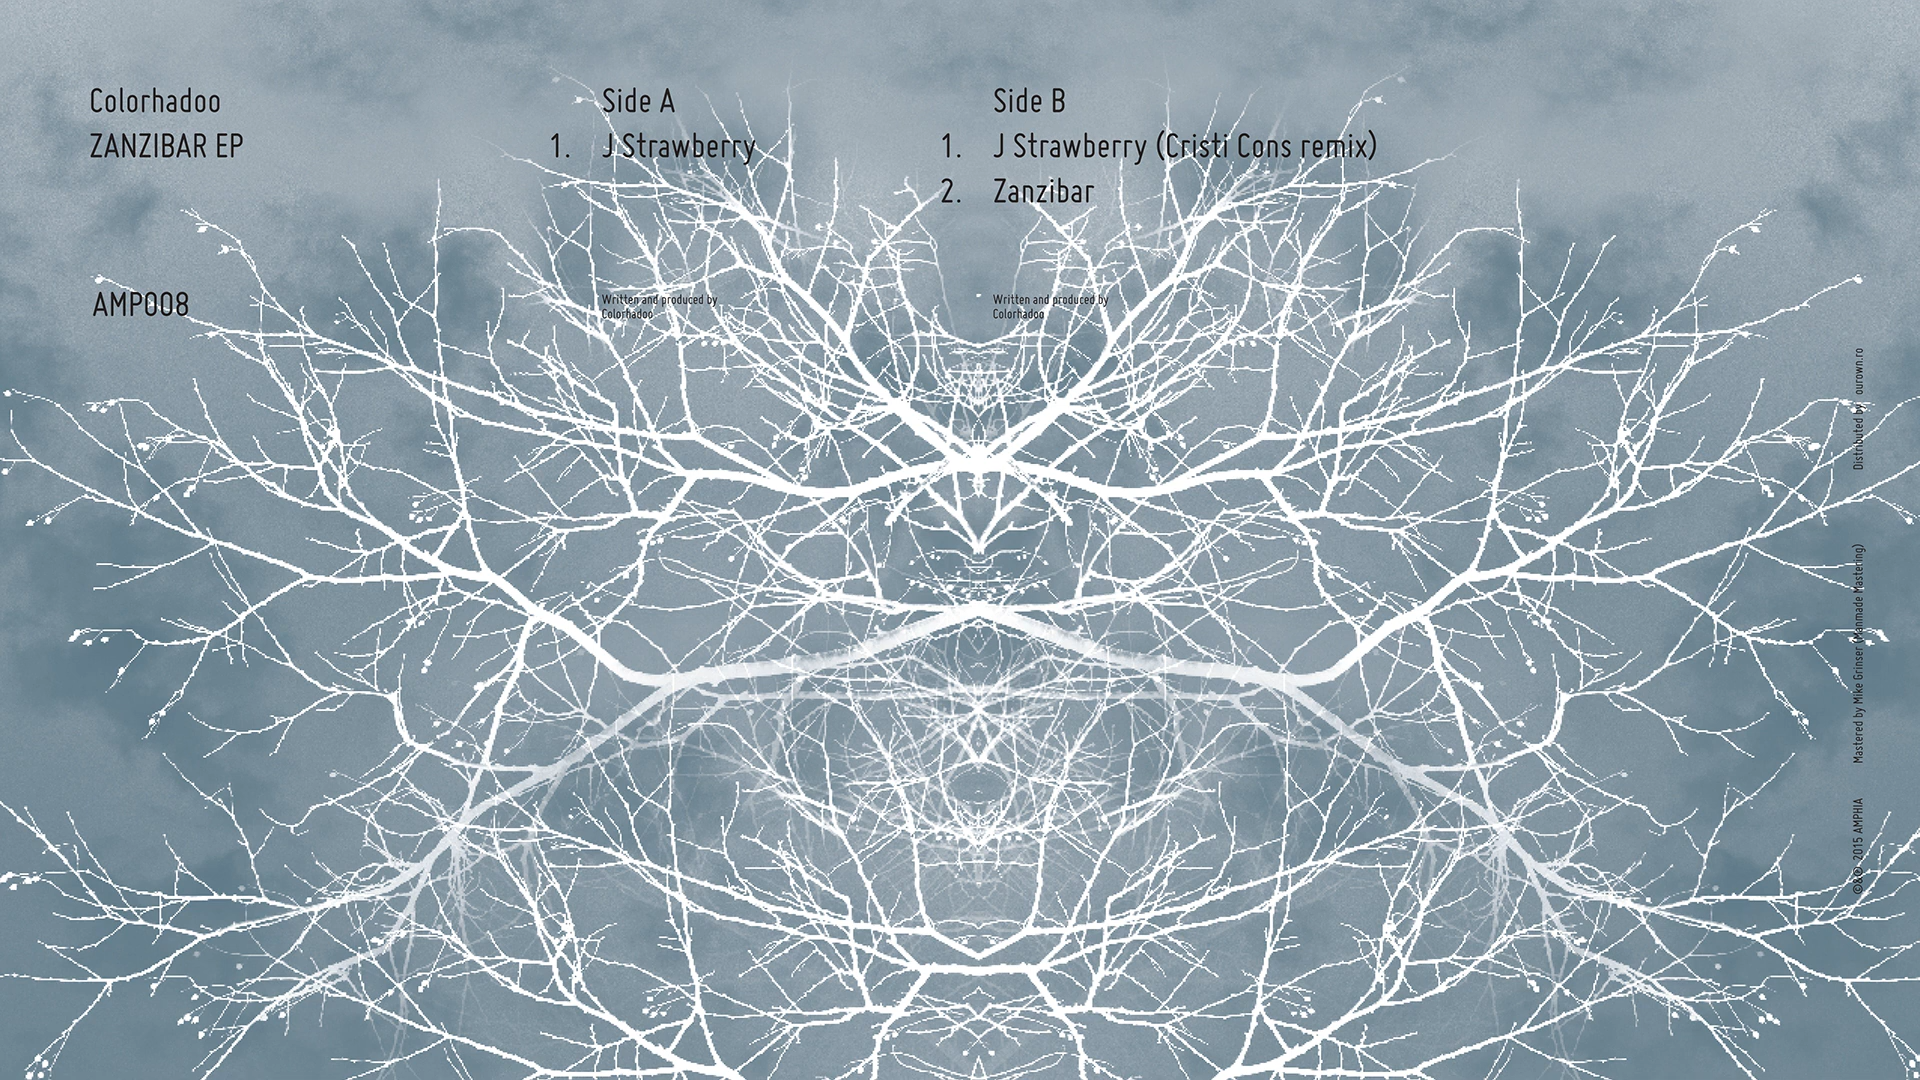 Colorhadoo
ZANZIBAR EP
AMP008
Side A
1. J Strawberry
Written and produced by
Colorhadoo
Side B
1. J Strawberry (Cristi Cons remix)
2. Zanzibar
Written and produced by
Colorhadoo
©&℗ 2015 AMPHIA
Mastered by Mike Grinser (Manmade Mastering)
Distributed by ourown.ro